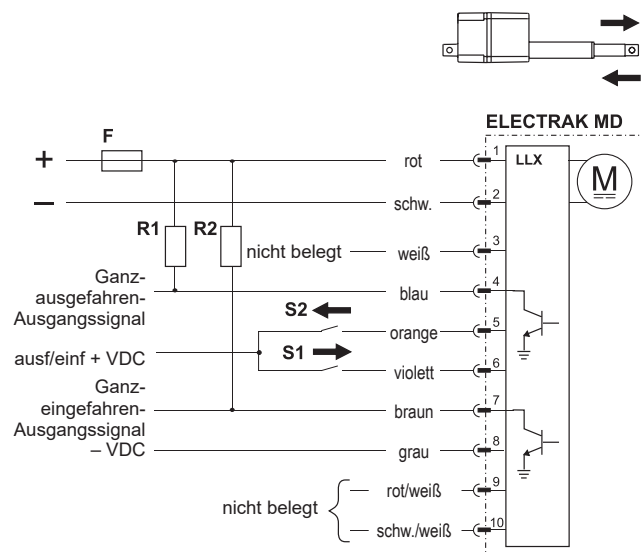 ELECTRAK MD
F
+
rot
1
LLX
M
–
schw.
2
R1
R2
nicht belegt
weiß
3
Ganz-
ausgefahren-
Ausgangssignal
blau
4
S2
orange
5
ausf/einf + VDC
S1
violett
6
Ganz-
eingefahren-
Ausgangssignal
braun
7
– VDC
grau
8
nicht belegt
rot/weiß
9
schw./weiß
10